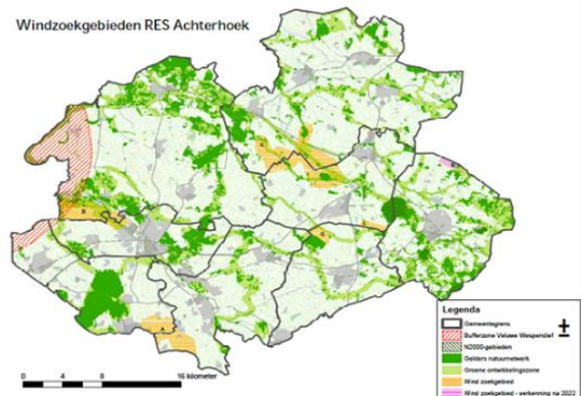 Windzoekgebieden RES Achterhoek
Legenda
Gemeentegrens
Bufferzone Veluwe Wespendief
N2000-gebieden
Gelders natuurnetwerk
Groene ontwikkelingszone
Wind zoekgebied
Wind zoekgebied - verkenning na 2022
0 4 8 16 kilometer